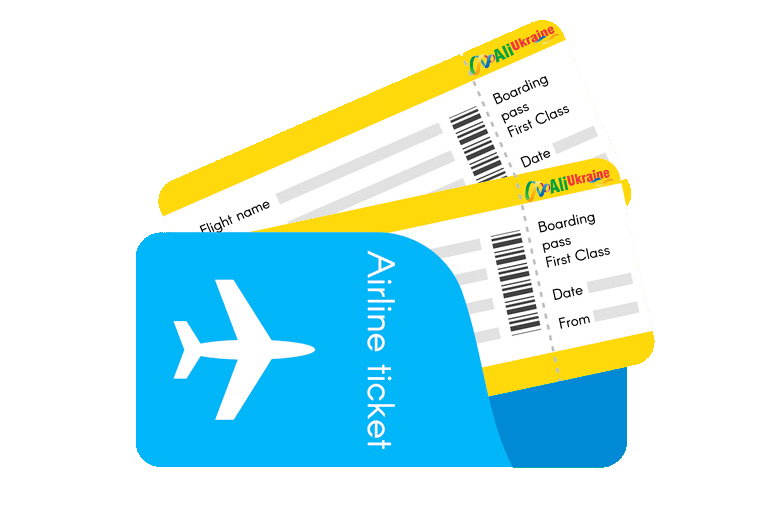 AliUkraine
Boarding
pass
First Class
Date
Flight name
AliUkraine
Boarding
pass
First Class
Date
From
Airline ticket